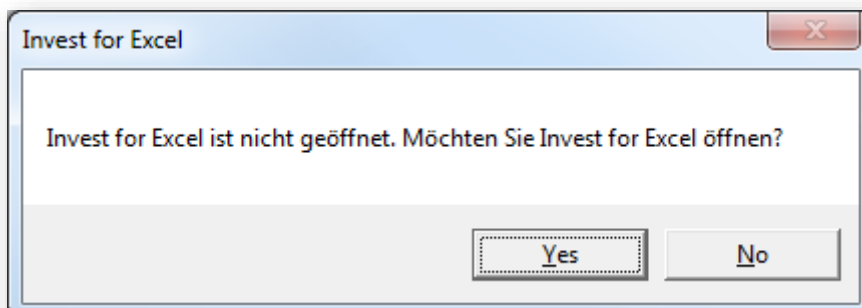 Invest for Excel
Invest for Excel ist nicht geöffnet. Möchten Sie Invest for Excel öffnen?
Yes No